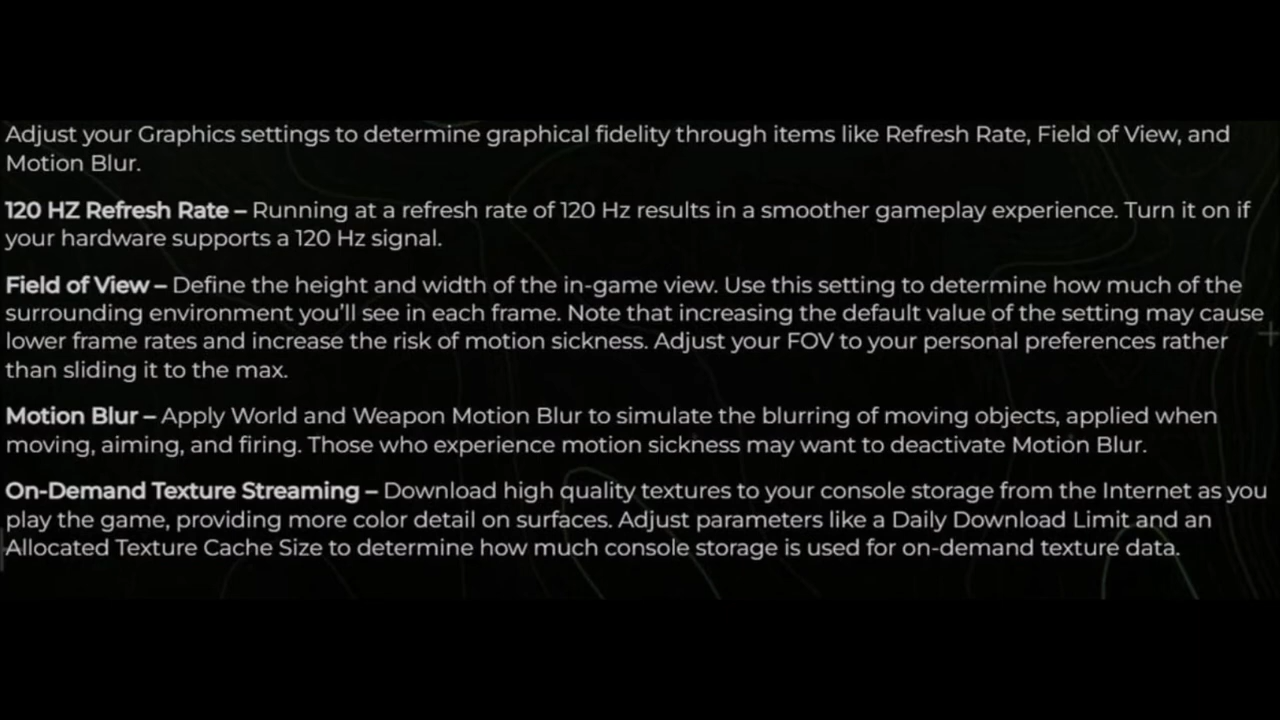 Adjust your Graphics settings to determine graphical fidelity through items like Refresh Rate, Field of View, and
Motion Blur.
120 HZ Refresh Rate – Running at a refresh rate of 120 Hz results in a smoother gameplay experience. Turn it on if
your hardware supports a 120 Hz signal.
Field of View – Define the height and width of the in-game view. Use this setting to determine how much of the
surrounding environment you'll see in each frame. Note that increasing the default value of the setting may cause
lower frame rates and increase the risk of motion sickness. Adjust your FOV to your personal preferences rather
than sliding it to the max.
Motion Blur – Apply World and Weapon Motion Blur to simulate the blurring of moving objects, applied when
moving, aiming, and firing. Those who experience motion sickness may want to deactivate Motion Blur.
On-Demand Texture Streaming – Download high quality textures to your console storage from the Internet as you
play the game, providing more color detail on surfaces. Adjust parameters like a Daily Download Limit and an
Allocated Texture Cache Size to determine how much console storage is used for on-demand texture data.